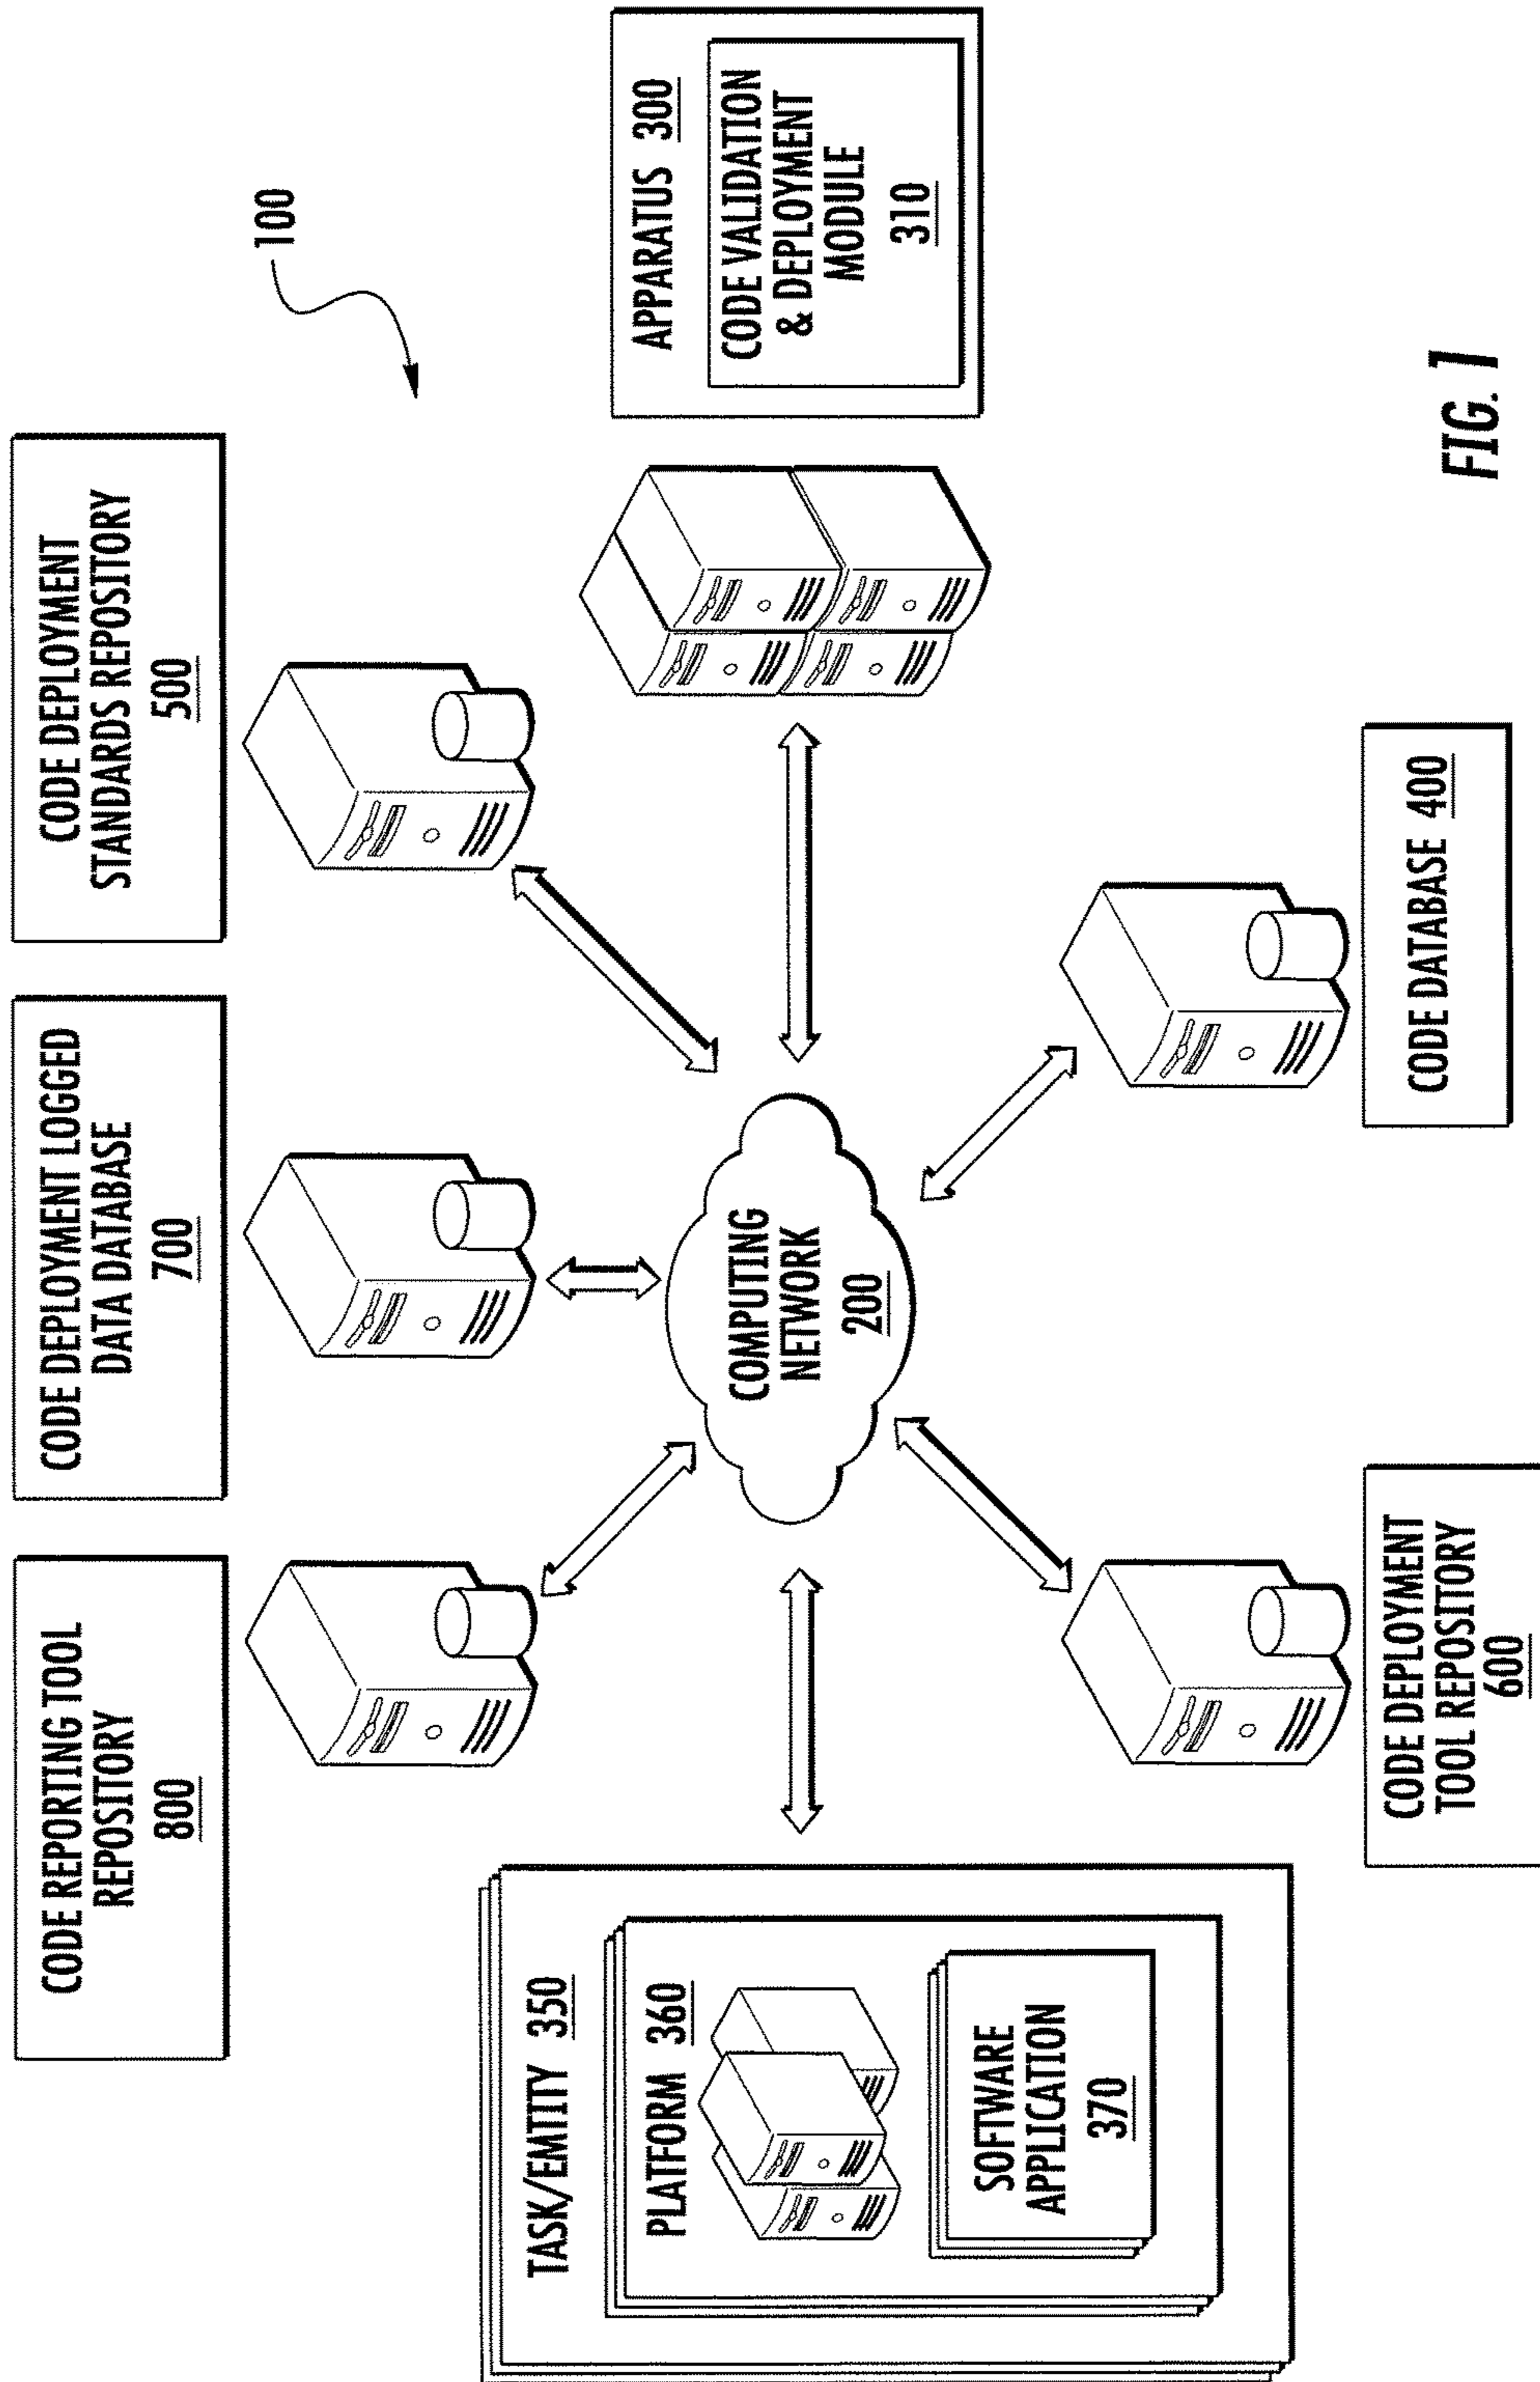 CODE REPORTING TOOL
REPOSITORY
800
CODE DEPLOYMENT LOGGED
DATA DATABASE
700
CODE DEPLOYMENT
STANDARDS REPOSITORY
500
100
TASK/EMTITY 350
PLATFORM 360
SOFTWARE
APPLICATION
370
COMPUTING
NETWORK
200
APPARATUS 300
CODE VALIDATION
& DEPLOYMENT
MODULE
310
CODE DEPLOYMENT
TOOL REPOSITORY
600
CODE DATABASE 400
FIG. 1